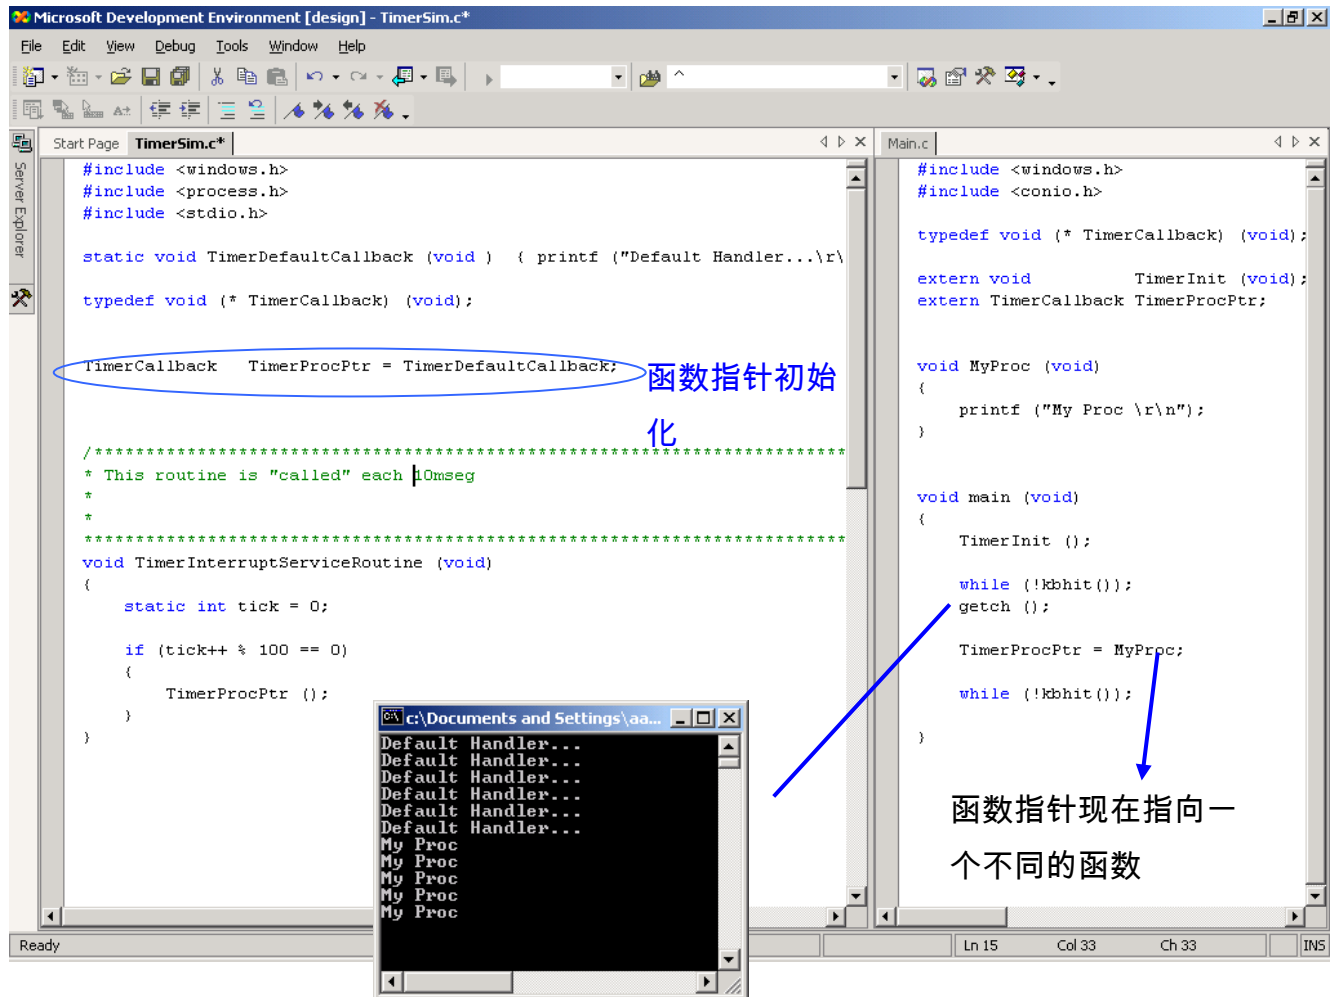 Microsoft Development Environment [design] - TimerSim.c*
File Edit View Debug Tools Window Help
^
Server Explorer
Start Page TimerSim.c*
#include <windows.h>
#include <process.h>
#include <stdio.h>
static void TimerDefaultCallback (void ) { printf ("Default Handler...\r\
typedef void (* TimerCallback) (void);
TimerCallback TimerProcPtr = TimerDefaultCallback;
函数指针初始
化
/*************************************************************************
* This routine is "called" each 10mseg
*
*
**************************************************************************
void TimerInterruptServiceRoutine (void)
{
static int tick = 0;
if (tick++ % 100 == 0)
{
TimerProcPtr ();
}
}
Main.c
#include <windows.h>
#include <conio.h>
typedef void (* TimerCallback) (void);
extern void TimerInit (void);
extern TimerCallback TimerProcPtr;
void MyProc (void)
{
printf ("My Proc \r\n");
}
void main (void)
{
TimerInit ();
while (!kbhit());
getch ();
TimerProcPtr = MyProc;
while (!kbhit());
}
函数指针现在指向一
个不同的函数
c:\Documents and Settings\aa...
Default Handler...
Default Handler...
Default Handler...
Default Handler...
Default Handler...
Default Handler...
My Proc
My Proc
My Proc
My Proc
My Proc
Ready Ln 15 Col 33 Ch 33 INS